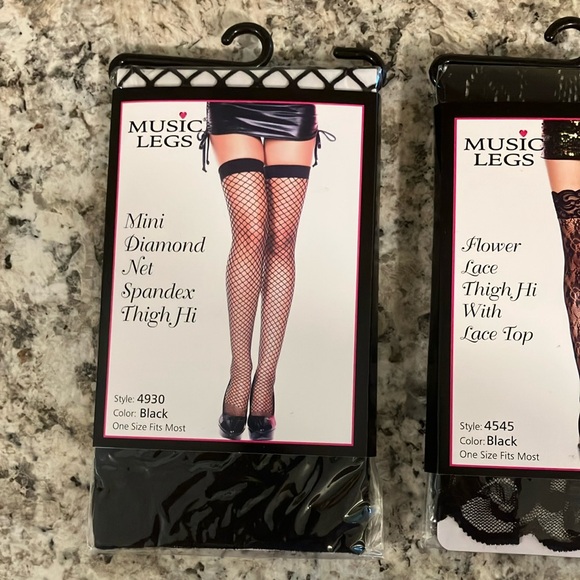 MUSIC
LEGS
Mini
Diamond
Net
Spandex
Thigh Hi
Style: 4930
Color: Black
One Size Fits Most
MUSIC
LEGS
Flower
Lace
Thigh Hi
With
Lace Top
Style: 4545
Color: Black
One Size Fits Most